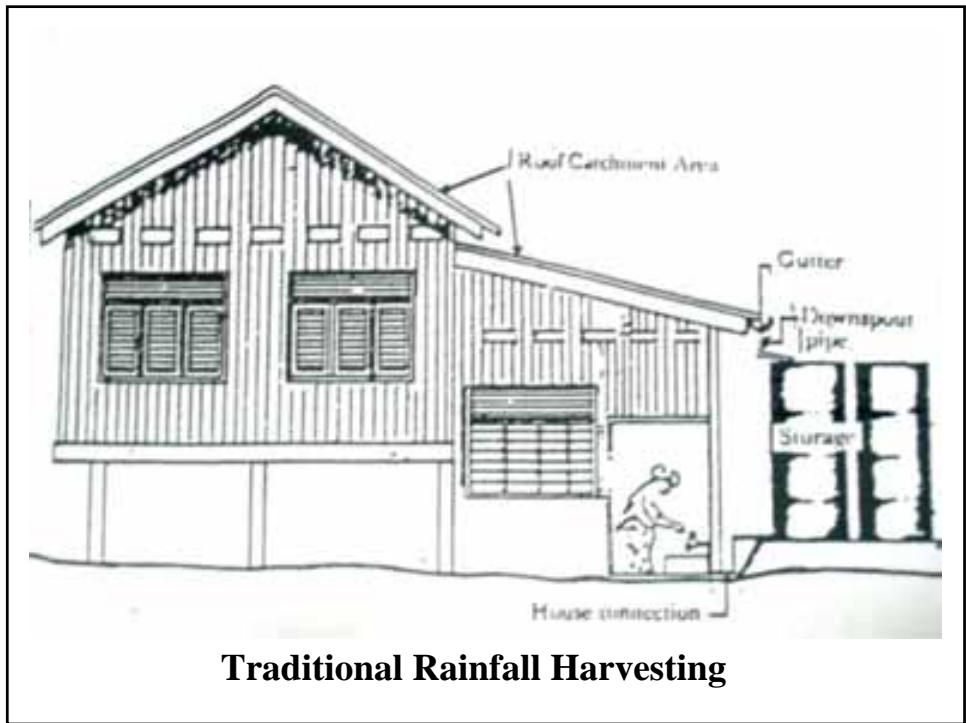 Roof Catchment Area
Gutter
Downspout
pipe
Storage
House connection
Traditional Rainfall Harvesting